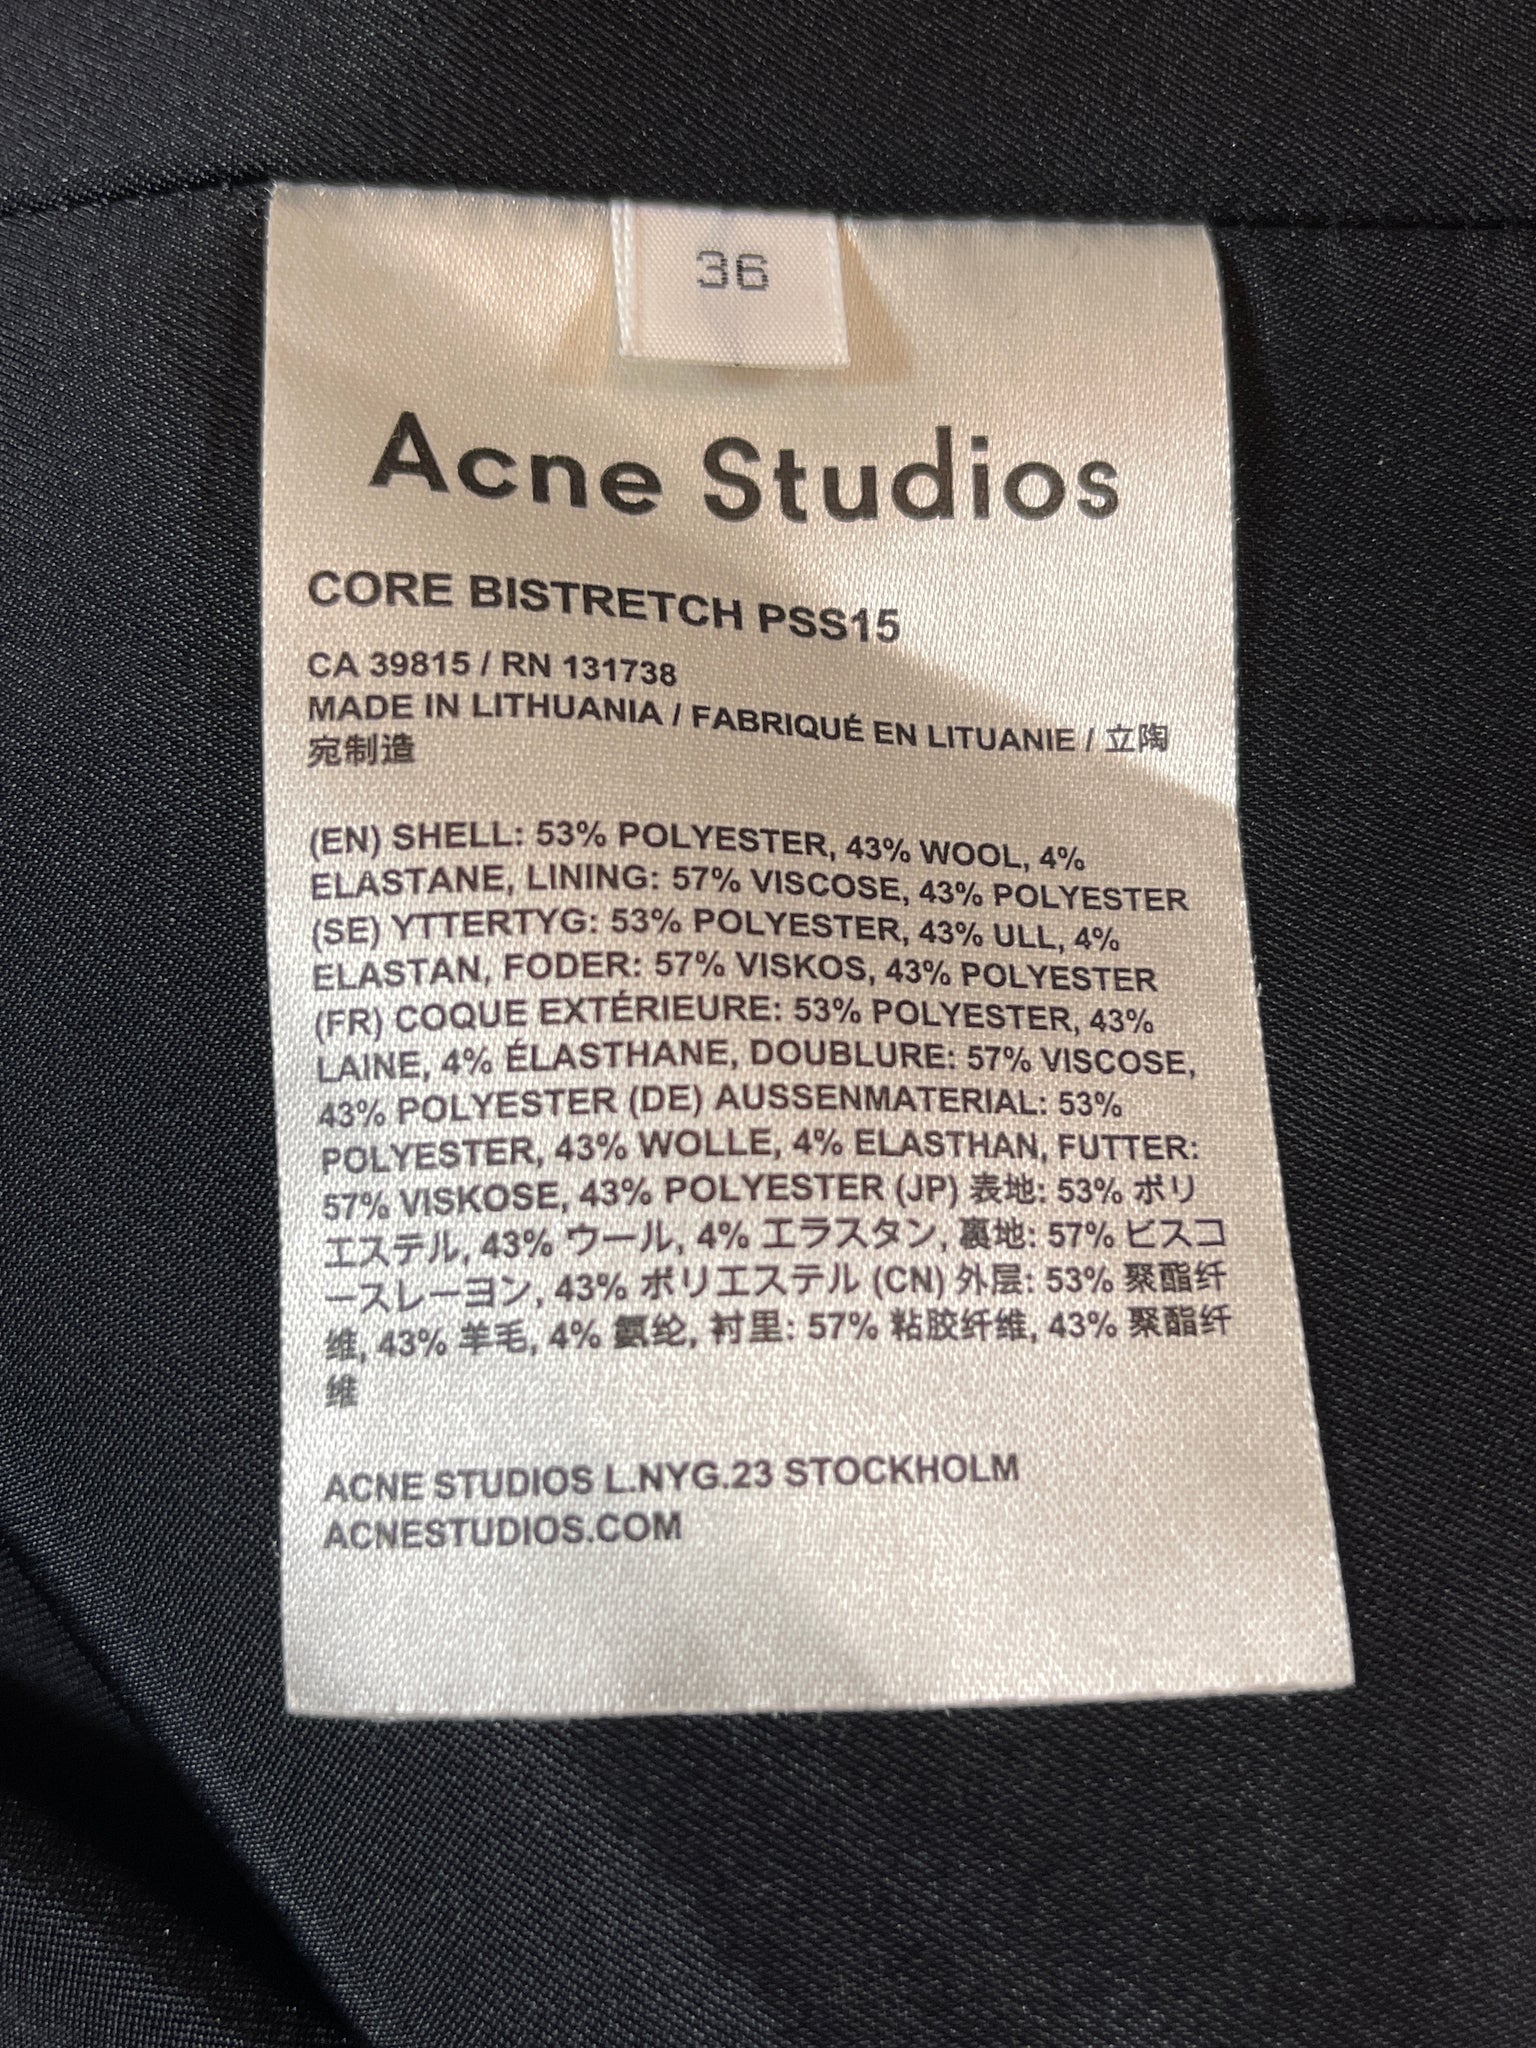 36
Acne Studios
CORE BISTRETCH PSS15
CA 39815 / RN 131738
MADE IN LITHUANIA / FABRIQUÉ EN LITUANIE / 立陶
宛制造
(EN) SHELL: 53% POLYESTER, 43% WOOL, 4%
ELASTANE, LINING: 57% VISCOSE, 43% POLYESTER
(SE) YTTERTYG: 53% POLYESTER, 43% ULL, 4%
ELASTAN, FODER: 57% VISKOS, 43% POLYESTER
(FR) COQUE EXTÉRIEURE: 53% POLYESTER, 43%
LAINE, 4% ÉLASTHANE, DOUBLURE: 57% VISCOSE,
43% POLYESTER (DE) AUSSENMATERIAL: 53%
POLYESTER, 43% WOLLE, 4% ELASTHAN, FUTTER:
57% VISKOSE, 43% POLYESTER (JP) 表地: 53% ポリ
エステル, 43% ウール, 4% エラスタン, 裏地: 57% ビスコ
ースレーヨン, 43% ポリエステル (CN) 外层: 53% 聚酯纤
维, 43% 羊毛, 4% 氨纶, 衬里: 57% 粘胶纤维, 43% 聚酯纤
维
ACNE STUDIOS L.NYG.23 STOCKHOLM
ACNESTUDIOS.COM